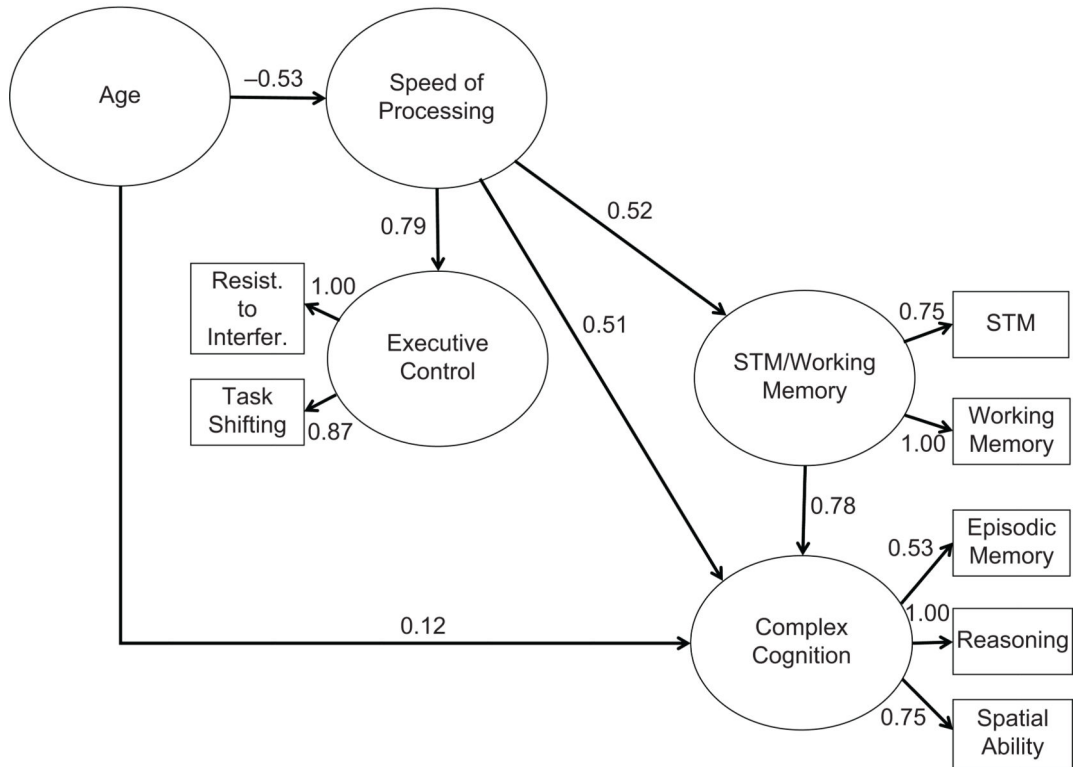 Age
–0.53
Speed of
Processing
0.79
0.52
0.51
Resist.
to
Interfer.
1.00
Executive
Control
Task
Shifting
0.87
STM/Working
Memory
0.75
STM
1.00
Working
Memory
0.78
0.12
Complex
Cognition
0.53
Episodic
Memory
1.00
Reasoning
0.75
Spatial
Ability